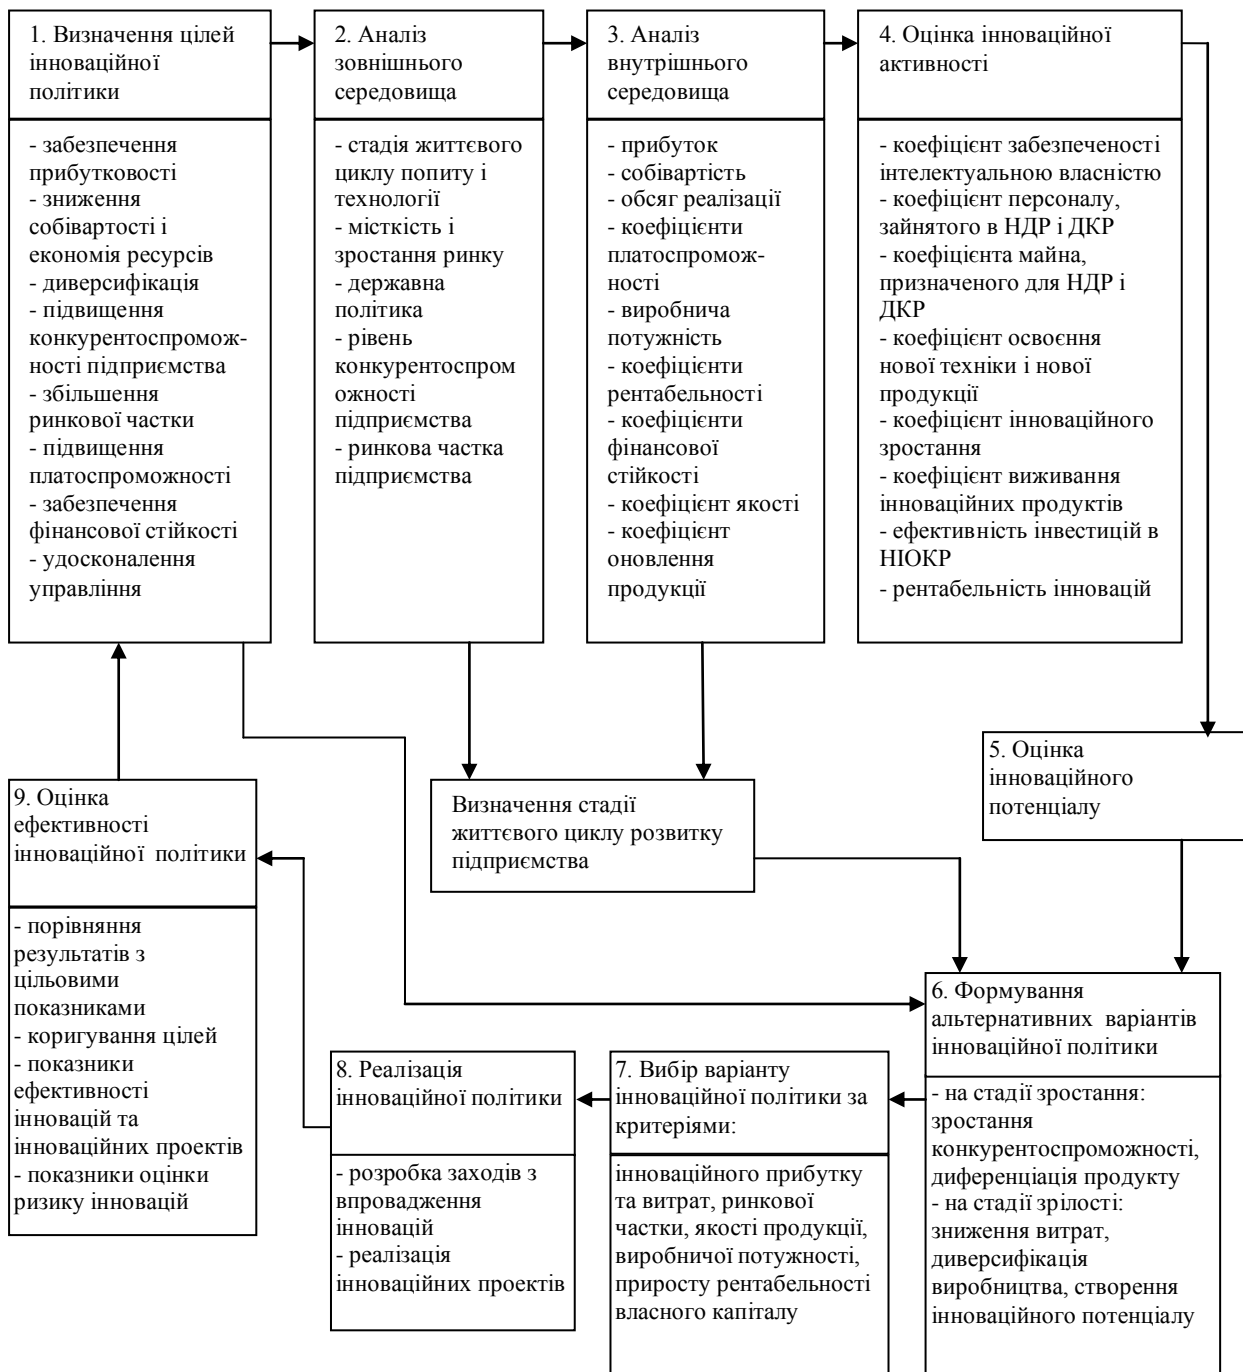 1. Визначення цілей
інноваційної
політики
- забезпечення
прибутковості
- зниження
собівартості і
економія ресурсів
- диверсифікація
- підвищення
конкурентоспромож-
ності підприємства
- збільшення
ринкової частки
- підвищення
платоспроможності
- забезпечення
фінансової стійкості
- удосконалення
управління
2. Аналіз
зовнішнього
середовища
- стадія життєвого
циклу попиту і
технології
- місткість і
зростання ринку
- державна
політика
- рівень
конкурентоспром
ожності
підприємства
- ринкова частка
підприємства
3. Аналіз
внутрішнього
середовища
- прибуток
- собівартість
- обсяг реалізації
- коефіцієнти
платоспромож-
ності
- виробнича
потужність
- коефіцієнти
рентабельності
- коефіцієнти
фінансової
стійкості
- коефіцієнт якості
- коефіцієнт
оновлення
продукції
4. Оцінка інноваційної
активності
- коефіцієнт забезпеченості
інтелектуальною власністю
- коефіцієнт персоналу,
зайнятого в НДР і ДКР
- коефіцієнта майна,
призначеного для НДР і
ДКР
- коефіцієнт освоєння
нової техніки і нової
продукції
- коефіцієнт інноваційного
зростання
- коефіцієнт виживання
інноваційних продуктів
- ефективність інвестицій в
НІОКР
- рентабельність інновацій
5. Оцінка
інноваційного
потенціалу
Визначення стадії
життєвого циклу розвитку
підприємства
6. Формування
альтернативних варіантів
інноваційної політики
- на стадії зростання:
зростання
конкурентоспроможності,
диференціація продукту
- на стадії зрілості:
зниження витрат,
диверсифікація
виробництва, створення
інноваційного потенціалу
7. Вибір варіанту
інноваційної політики за
критеріями:
інноваційного прибутку
та витрат, ринкової
частки, якості продукції,
виробничої потужності,
приросту рентабельності
власного капіталу
8. Реалізація
інноваційної політики
- розробка заходів з
впровадження
інновацій
- реалізація
інноваційних проектів
9. Оцінка
ефективності
інноваційної політики
- порівняння
результатів з
цільовими
показниками
- коригування цілей
- показники
ефективності
інновацій та
інноваційних проектів
- показники оцінки
ризику інновацій